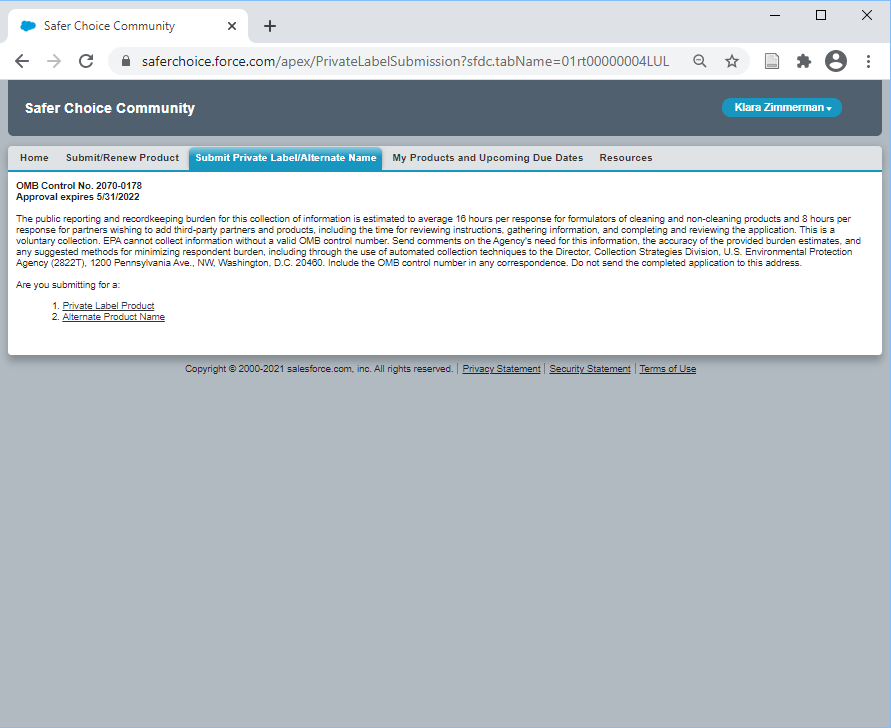 Safer Choice Community
saferchoice.force.com/apex/PrivateLabelSubmission?sfdc.tabName=01rt00000004LUL
Safer Choice Community
Klara Zimmerman
Home Submit/Renew Product Submit Private Label/Alternate Name My Products and Upcoming Due Dates Resources
OMB Control No. 2070-0178
Approval expires 5/31/2022
The public reporting and recordkeeping burden for this collection of information is estimated to average 16 hours per response for formulators of cleaning and non-cleaning products and 8 hours per
response for partners wishing to add third-party partners and products, including the time for reviewing instructions, gathering information, and completing and reviewing the application. This is a
voluntary collection. EPA cannot collect information without a valid OMB control number. Send comments on the Agency's need for this information, the accuracy of the provided burden estimates, and
any suggested methods for minimizing respondent burden, including through the use of automated collection techniques to the Director, Collection Strategies Division, U.S. Environmental Protection
Agency (2822T), 1200 Pennsylvania Ave., NW, Washington, D.C. 20460. Include the OMB control number in any correspondence. Do not send the completed application to this address.
Are you submitting for a:
1. Private Label Product
2. Alternate Product Name
Copyright © 2000-2021 salesforce.com, inc. All rights reserved. | Privacy Statement | Security Statement | Terms of Use